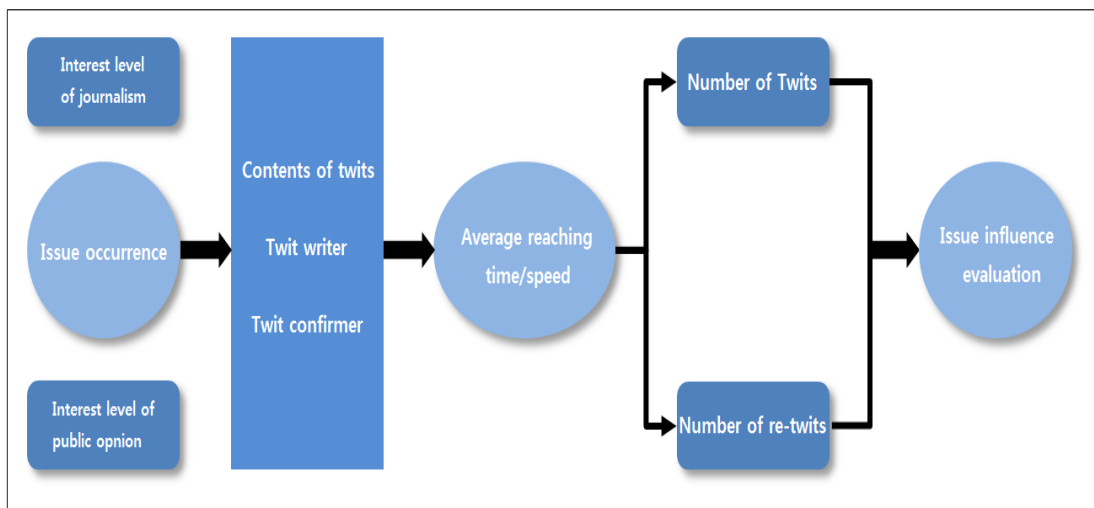 Interest level
of journalism
Issue occurrence
Interest level of
public opnion
Contents of twits
Twit writer
Twit confirmer
Average reaching
time/speed
Number of Twits
Number of re-twits
Issue influence
evaluation